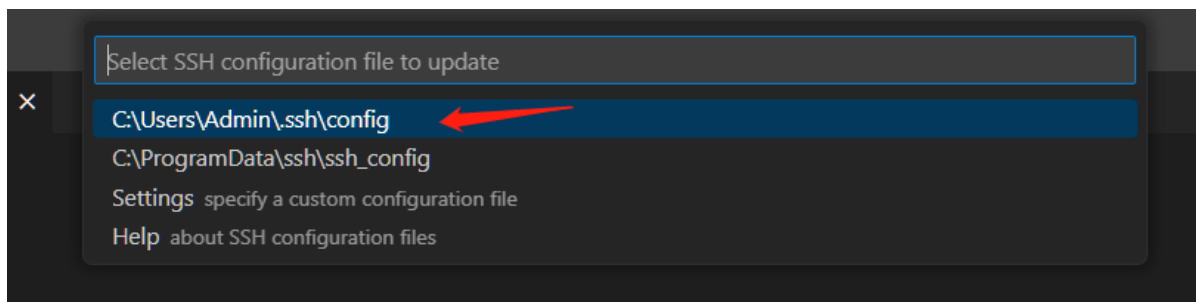 Select SSH configuration file to update
C:\Users\Admin\.ssh\config
C:\ProgramData\ssh\ssh_config
Settings specify a custom configuration file
Help about SSH configuration files